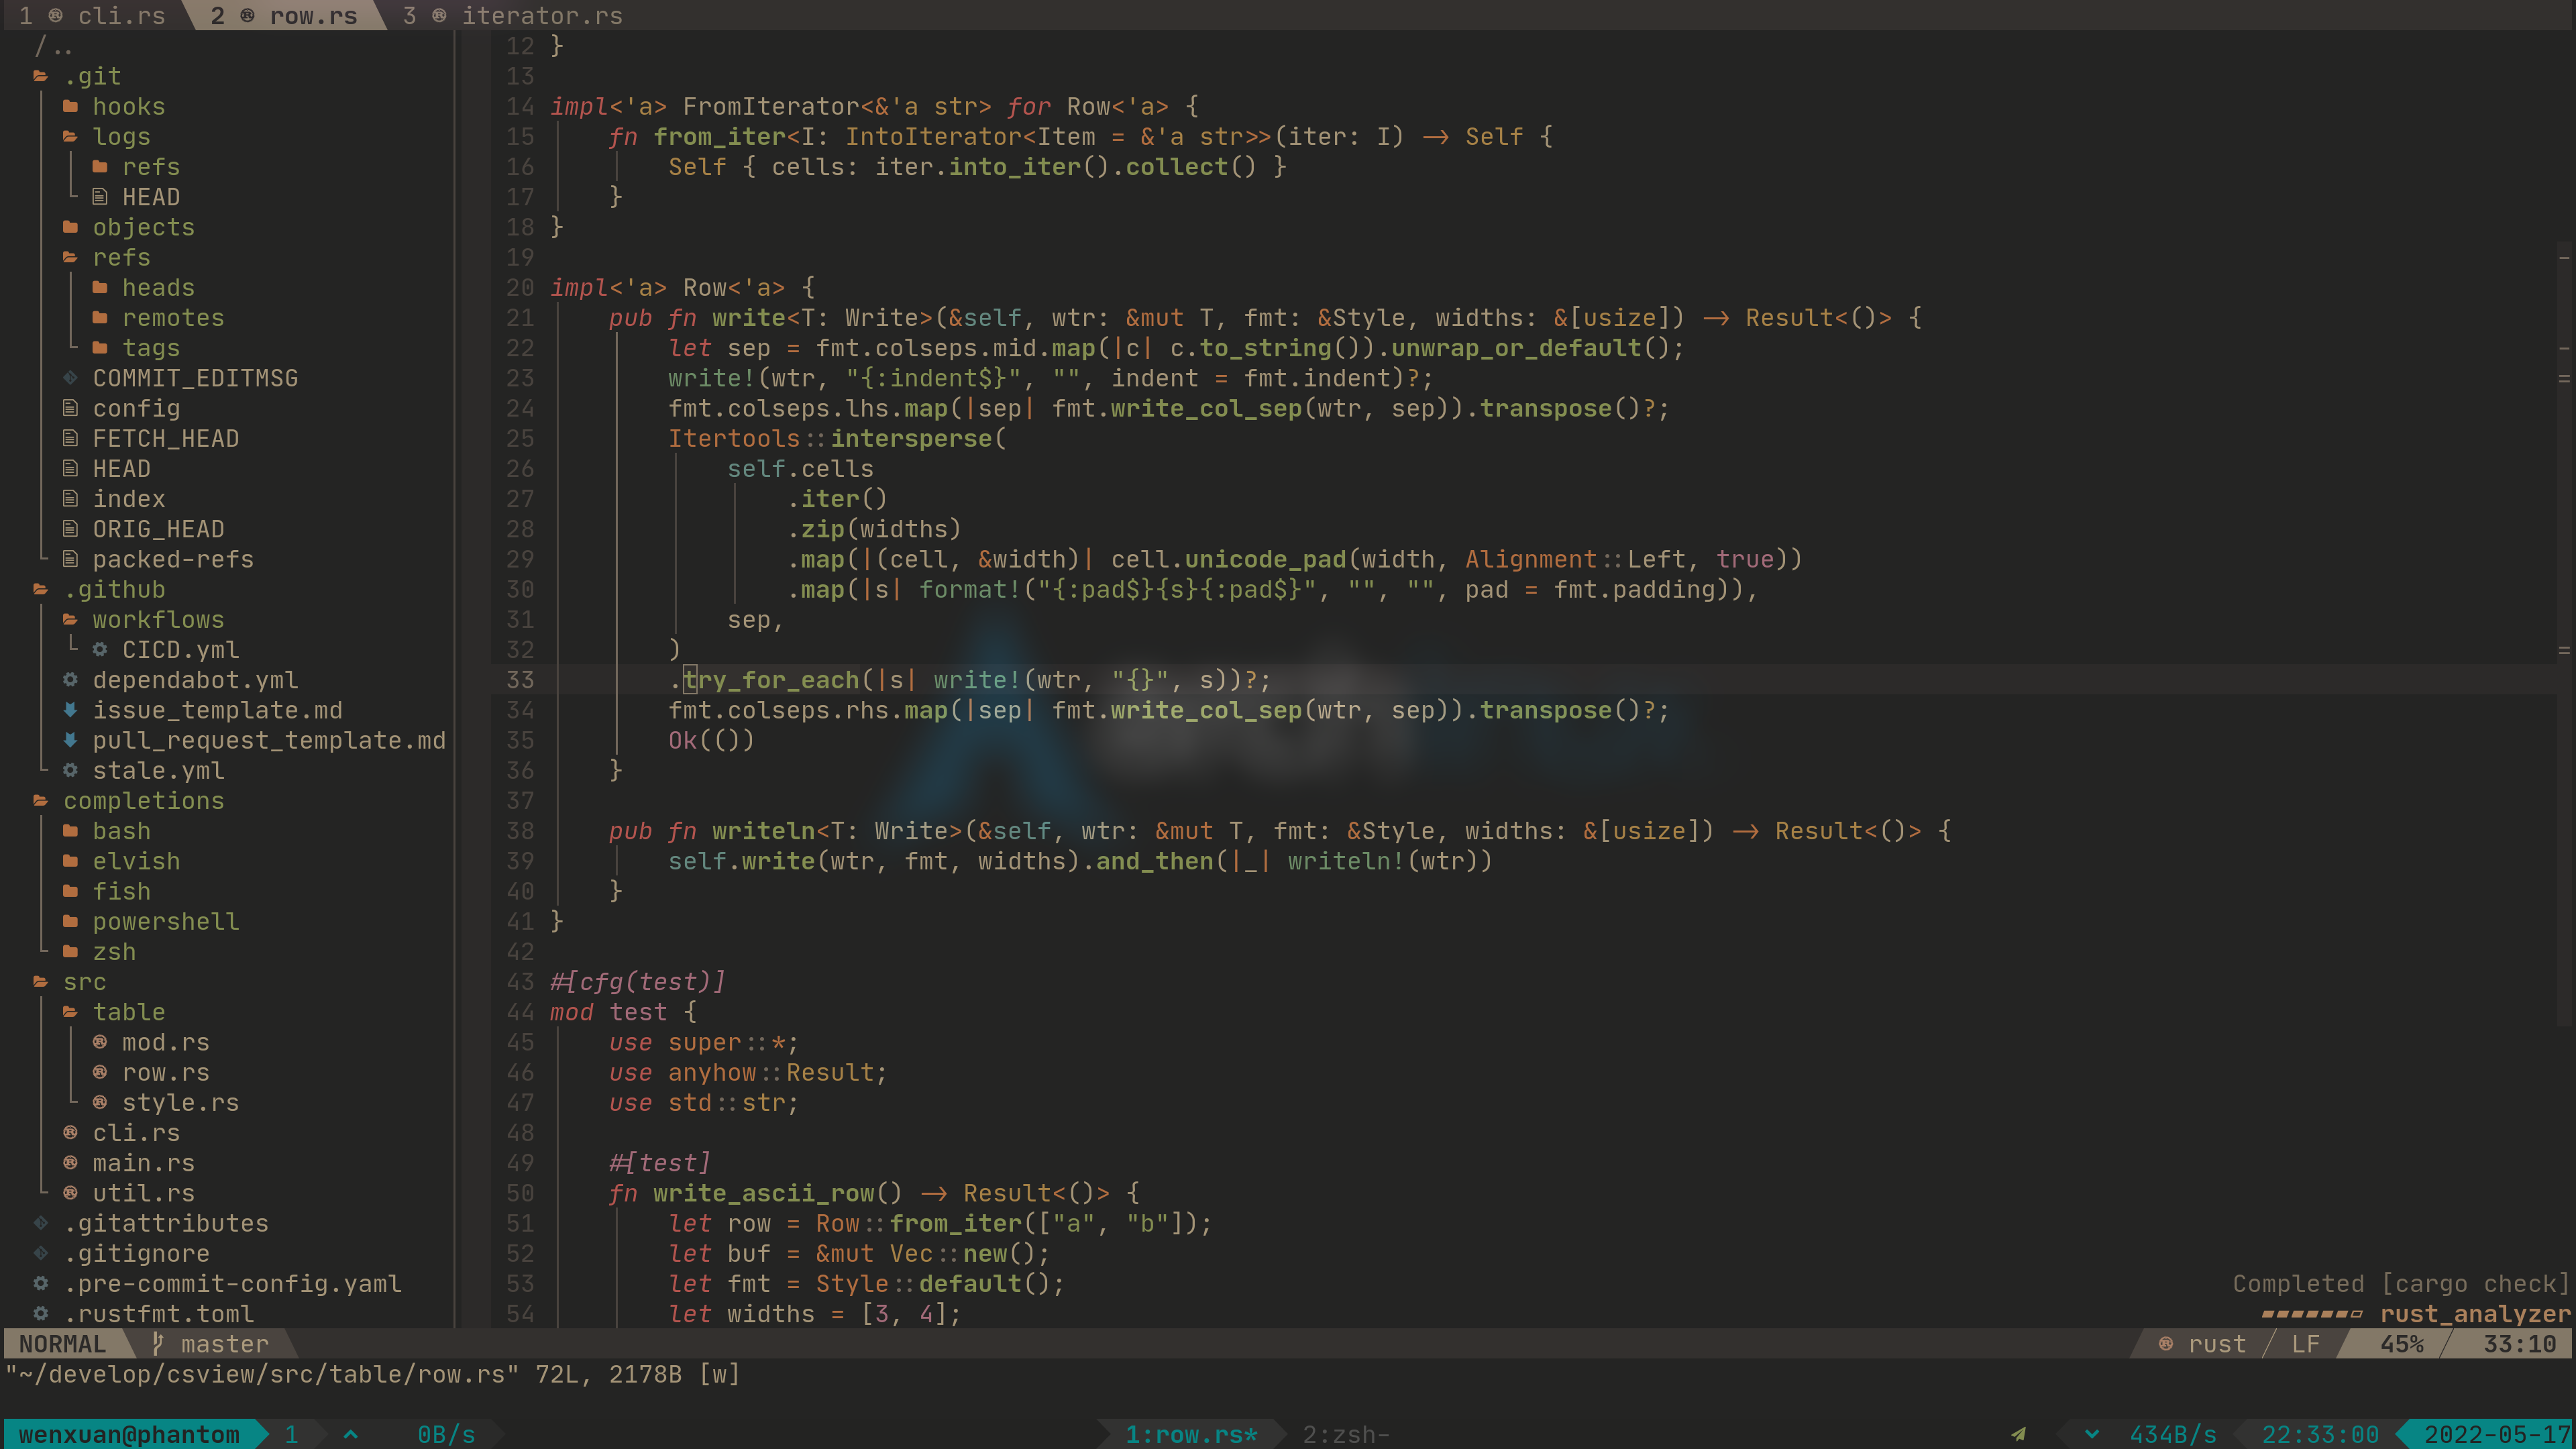 1 cli.rs 2 row.rs 3 iterator.rs
/..
.git
hooks
logs
refs
HEAD
objects
refs
heads
remotes
tags
COMMIT_EDITMSG
config
FETCH_HEAD
HEAD
index
ORIG_HEAD
packed-refs
.github
workflows
CICD.yml
dependabot.yml
issue_template.md
pull_request_template.md
stale.yml
completions
bash
elvish
fish
powershell
zsh
src
table
mod.rs
row.rs
style.rs
cli.rs
main.rs
util.rs
.gitattributes
.gitignore
.pre-commit-config.yaml
.rustfmt.toml
12 }
13
14 impl<'a> FromIterator<&'a str> for Row<'a> {
15     fn from_iter<I: IntoIterator<Item = &'a str>>(iter: I) -> Self {
16         Self { cells: iter.into_iter().collect() }
17     }
18 }
19
20 impl<'a> Row<'a> {
21     pub fn write<T: Write>(&self, wtr: &mut T, fmt: &Style, widths: &[usize]) -> Result<()> {
22         let sep = fmt.colseps.mid.map(|c| c.to_string()).unwrap_or_default();
23         write!(wtr, "{:indent$}", "", indent = fmt.indent)?;
24         fmt.colseps.lhs.map(|sep| fmt.write_col_sep(wtr, sep)).transpose()?;
25         Itertools::intersperse(
26             self.cells
27                 .iter()
28                 .zip(widths)
29                 .map(|(cell, &width)| cell.unicode_pad(width, Alignment::Left, true))
30                 .map(|s| format!("{:pad$}{s}{:pad$}", "", "", pad = fmt.padding)),
31             sep,
32         )
33         .try_for_each(|s| write!(wtr, "{}", s))?;
34         fmt.colseps.rhs.map(|sep| fmt.write_col_sep(wtr, sep)).transpose()?;
35         Ok(())
36     }
37
38     pub fn writeln<T: Write>(&self, wtr: &mut T, fmt: &Style, widths: &[usize]) -> Result<()> {
39         self.write(wtr, fmt, widths).and_then(|_| writeln!(wtr))
40     }
41 }
42
43 #[cfg(test)]
44 mod test {
45     use super::*;
46     use anyhow::Result;
47     use std::str;
48
49     #[test]
50     fn write_ascii_row() -> Result<()> {
51         let row = Row::from_iter(["a", "b"]);
52         let buf = &mut Vec::new();
53         let fmt = Style::default();
54         let widths = [3, 4];
Completed [cargo check]
rust_analyzer
NORMAL master rust LF 45% 33:10
"~/develop/csview/src/table/row.rs" 72L, 2178B [w]
wenxuan@phantom 1 0B/s 1:row.rs* 2:zsh- 434B/s 22:33:00 2022-05-17